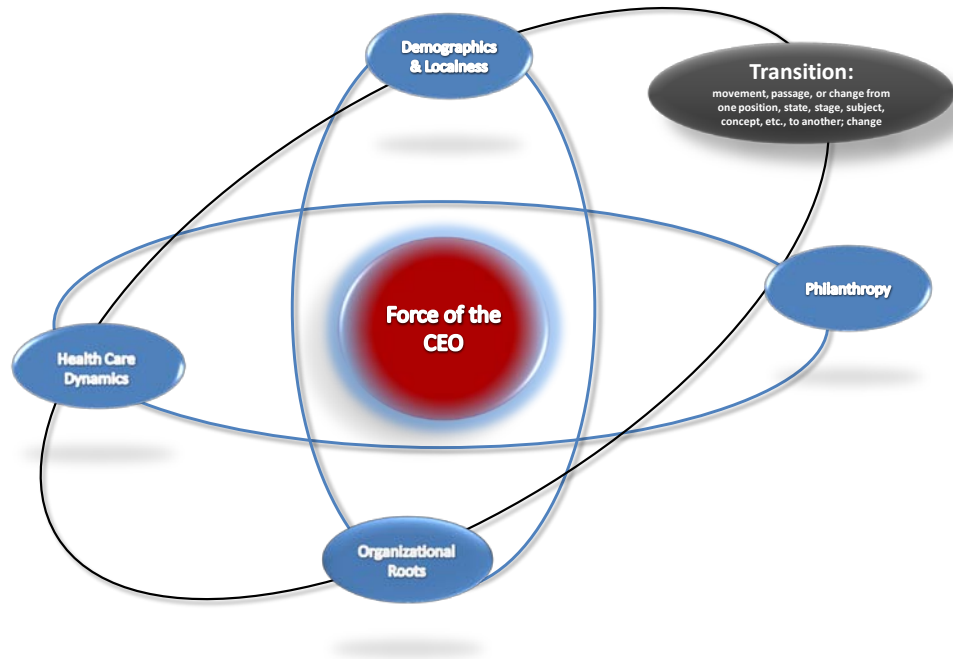 Demographics
& Localness
Transition:
movement, passage, or change from
one position, state, stage, subject,
concept, etc., to another; change
Philanthropy
Force of the
CEO
Health Care
Dynamics
Organizational
Roots